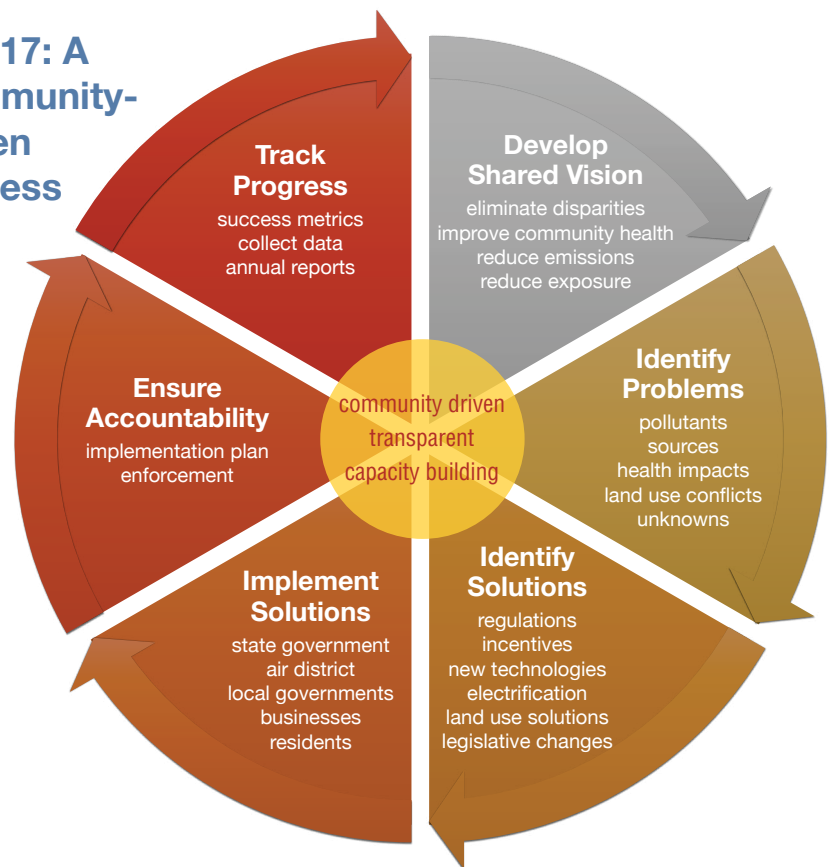 17: A
munity-
en
ess
Track
Progress
success metrics
collect data
annual reports
Develop
Shared Vision
eliminate disparities
improve community health
reduce emissions
reduce exposure
Identify
Problems
pollutants
sources
health impacts
land use conflicts
unknowns
Identify
Solutions
regulations
incentives
new technologies
electrification
land use solutions
legislative changes
Implement
Solutions
state government
air district
local governments
businesses
residents
Ensure
Accountability
implementation plan
enforcement
community driven
transparent
capacity building